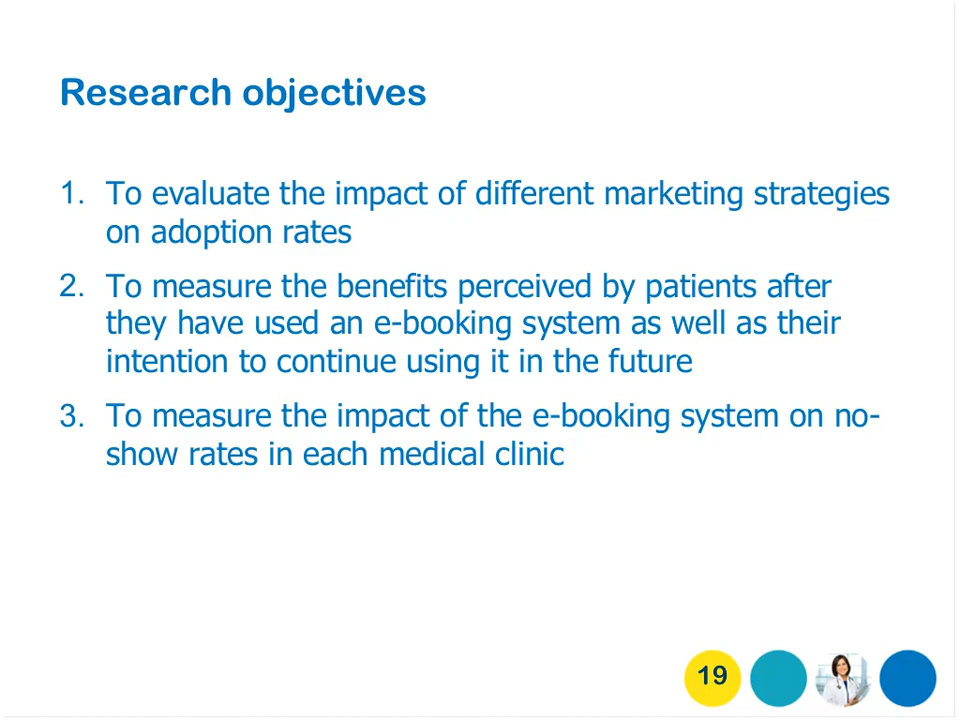 Research objectives
1. To evaluate the impact of different marketing strategies
on adoption rates
2. To measure the benefits perceived by patients after
they have used an e-booking system as well as their
intention to continue using it in the future
3. To measure the impact of the e-booking system on no-
show rates in each medical clinic
19